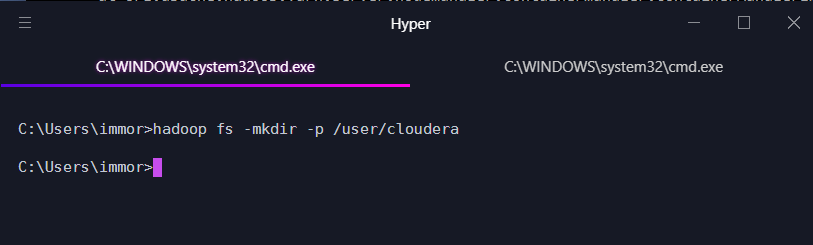 Hyper
C:\WINDOWS\system32\cmd.exe
C:\WINDOWS\system32\cmd.exe
C:\Users\immor>hadoop fs -mkdir -p /user/cloudera
C:\Users\immor>